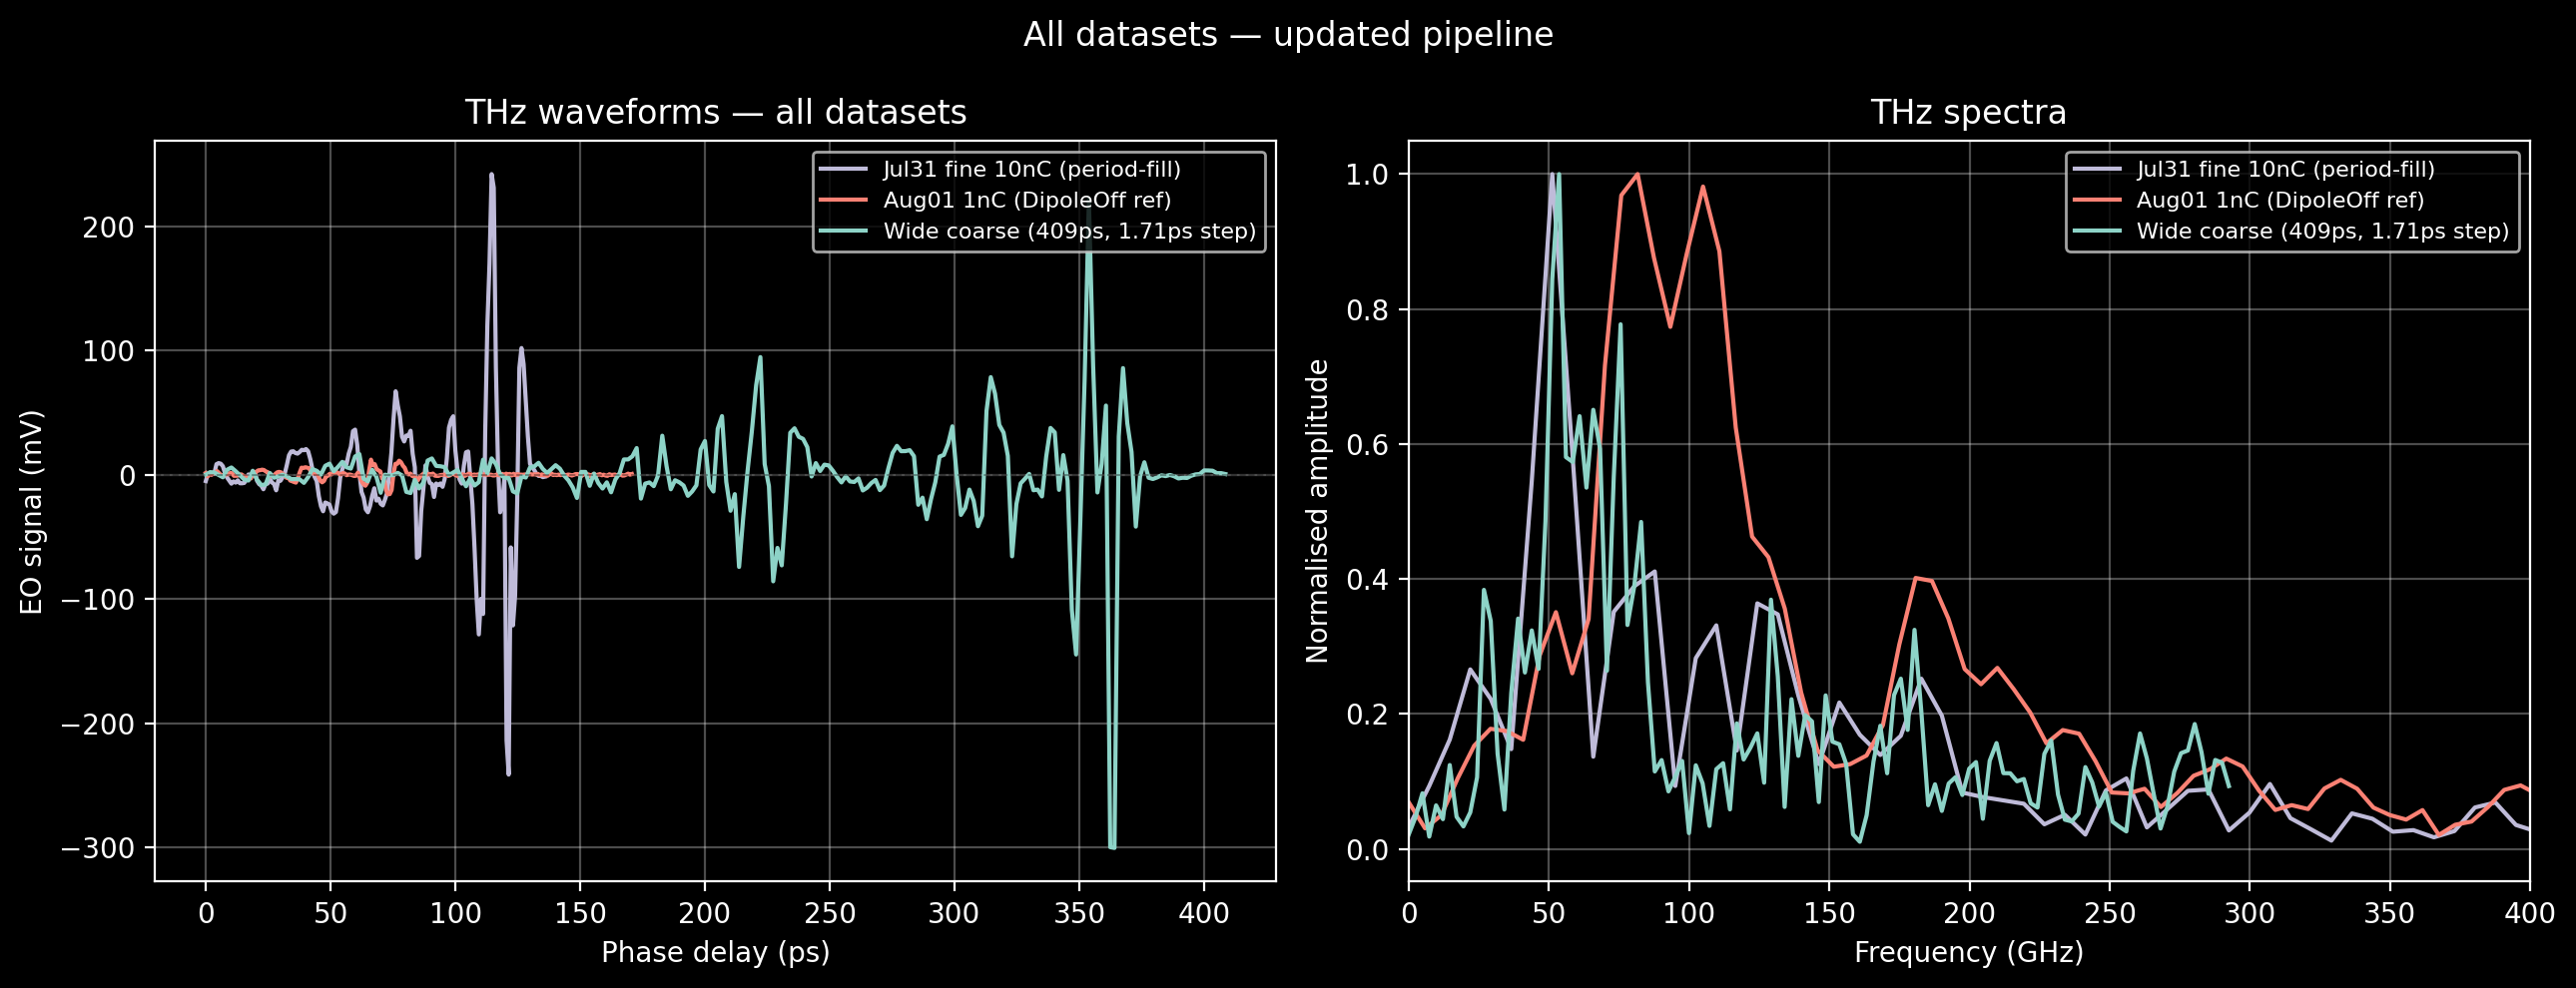 All datasets — updated pipeline
THz waveforms — all datasets
Jul31 fine 10nC (period-fill)
Aug01 1nC (DipoleOff ref)
Wide coarse (409ps, 1.71ps step)
EO signal (mV)
200
100
0
−100
−200
−300
0 50 100 150 200 250 300 350 400
Phase delay (ps)
THz spectra
Jul31 fine 10nC (period-fill)
Aug01 1nC (DipoleOff ref)
Wide coarse (409ps, 1.71ps step)
Normalised amplitude
1.0
0.8
0.6
0.4
0.2
0.0
0 50 100 150 200 250 300 350 400
Frequency (GHz)